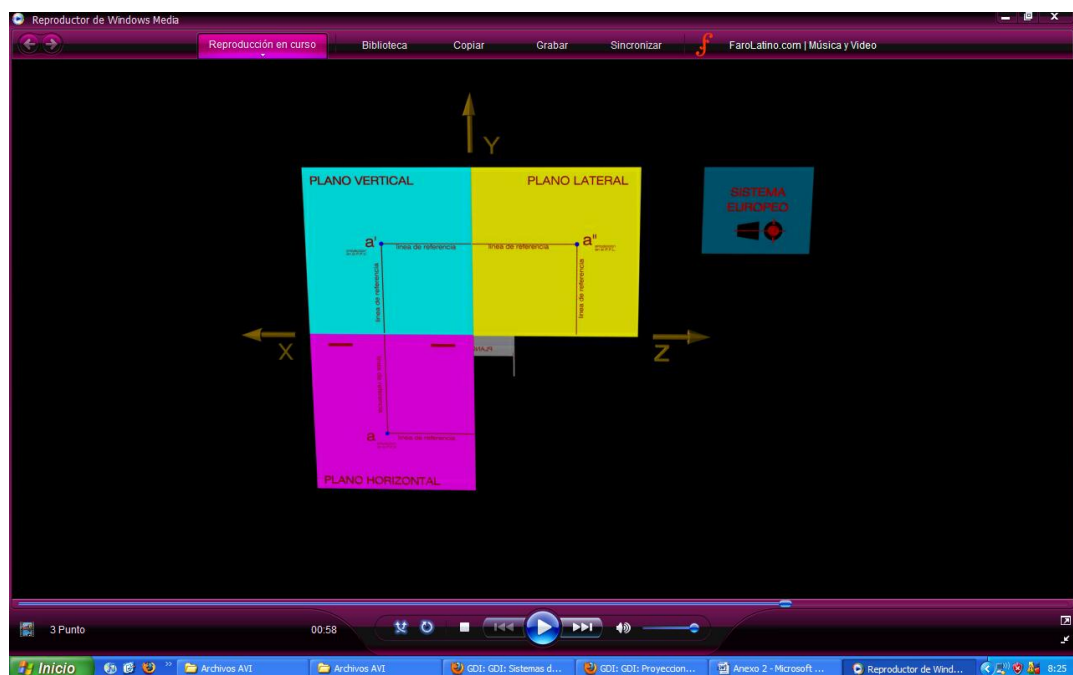 Reproductor de Windows Media
Reproducción en curso
Biblioteca
Copiar
Grabar
Sincronizar
FaroLatino.com | Música y Video
Y
PLANO VERTICAL
PLANO LATERAL
SISTEMA
EUROPEO
a'
línea de referencia
línea de referencia
a"
línea de referencia
línea de referencia
X
Z
a
línea de referencia
PLANO HORIZONTAL
3 Punto
00:58
Inicio
Archivos AVI
Archivos AVI
GDI: GDI: Sistemas d...
GDI: GDI: Proyeccion...
Anexo 2 - Microsoft ...
Reproductor de Wind...
8:25